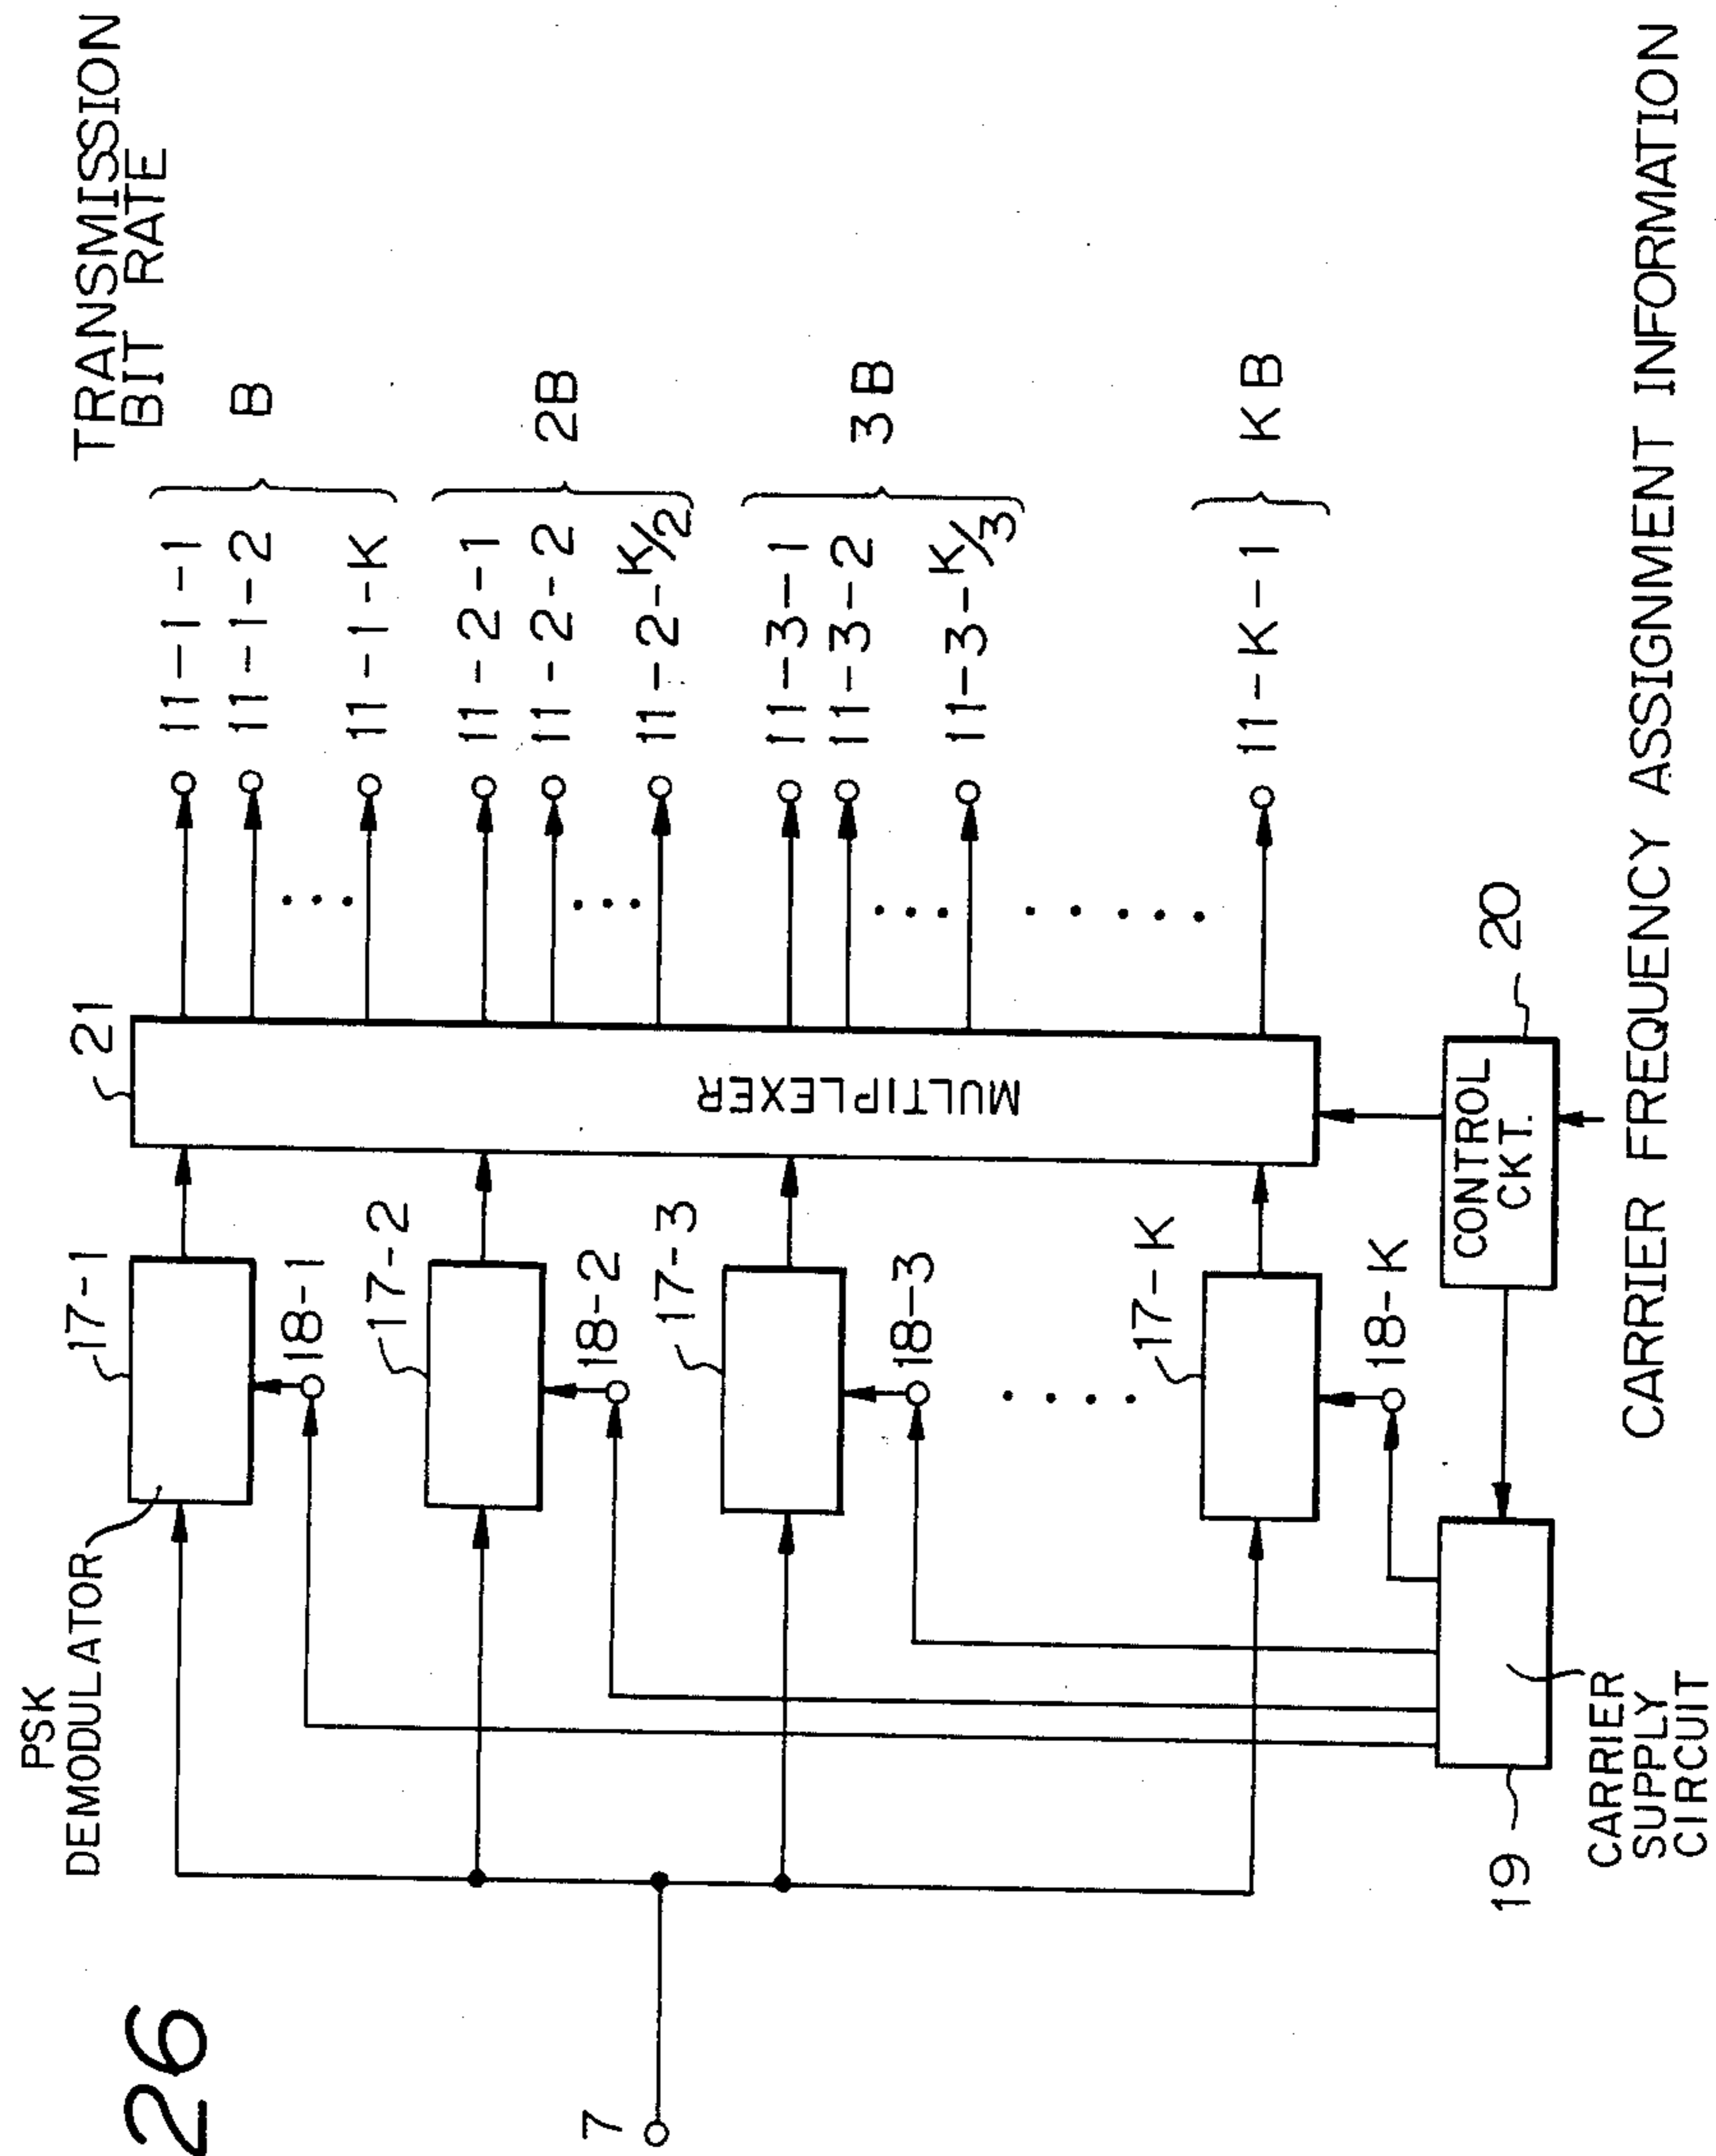 26
PSK
DEMODULATOR
17-1
21
TRANSMISSION
BIT RATE
11-1-1
11-1-2
11-1-K
B
18-1
17-2
11-2-1
11-2-2
11-2-K/2
2B
18-2
7
17-3
MULTIPLEXER
11-3-1
11-3-2
11-3-K/3
3B
18-3
17-K
11-K-1
KB
18-K
CONTROL
CKT.
20
19
CARRIER
SUPPLY
CIRCUIT
CARRIER FREQUENCY ASSIGNMENT INFORMATION